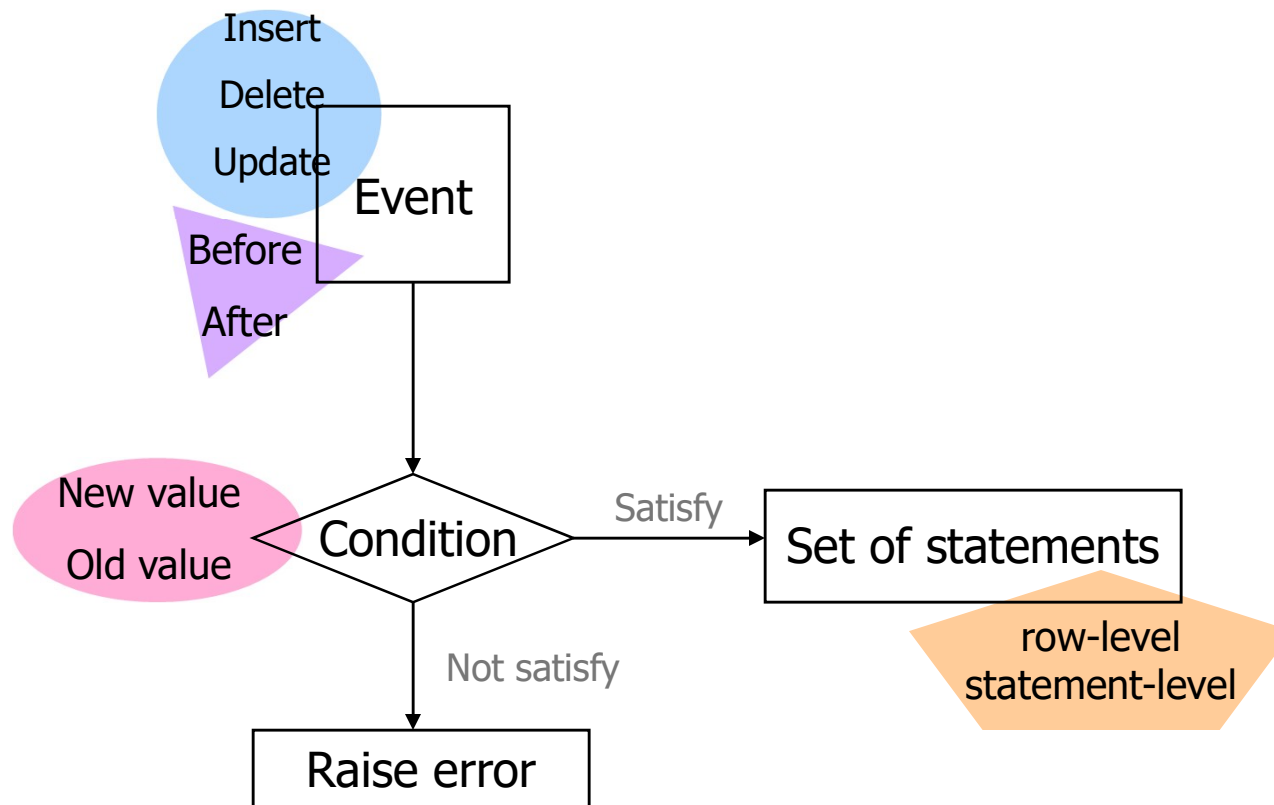 Insert
Delete
Update
Event
Before
After
New value
Old value
Condition
Satisfy
Set of statements
row-level
statement-level
Not satisfy
Raise error